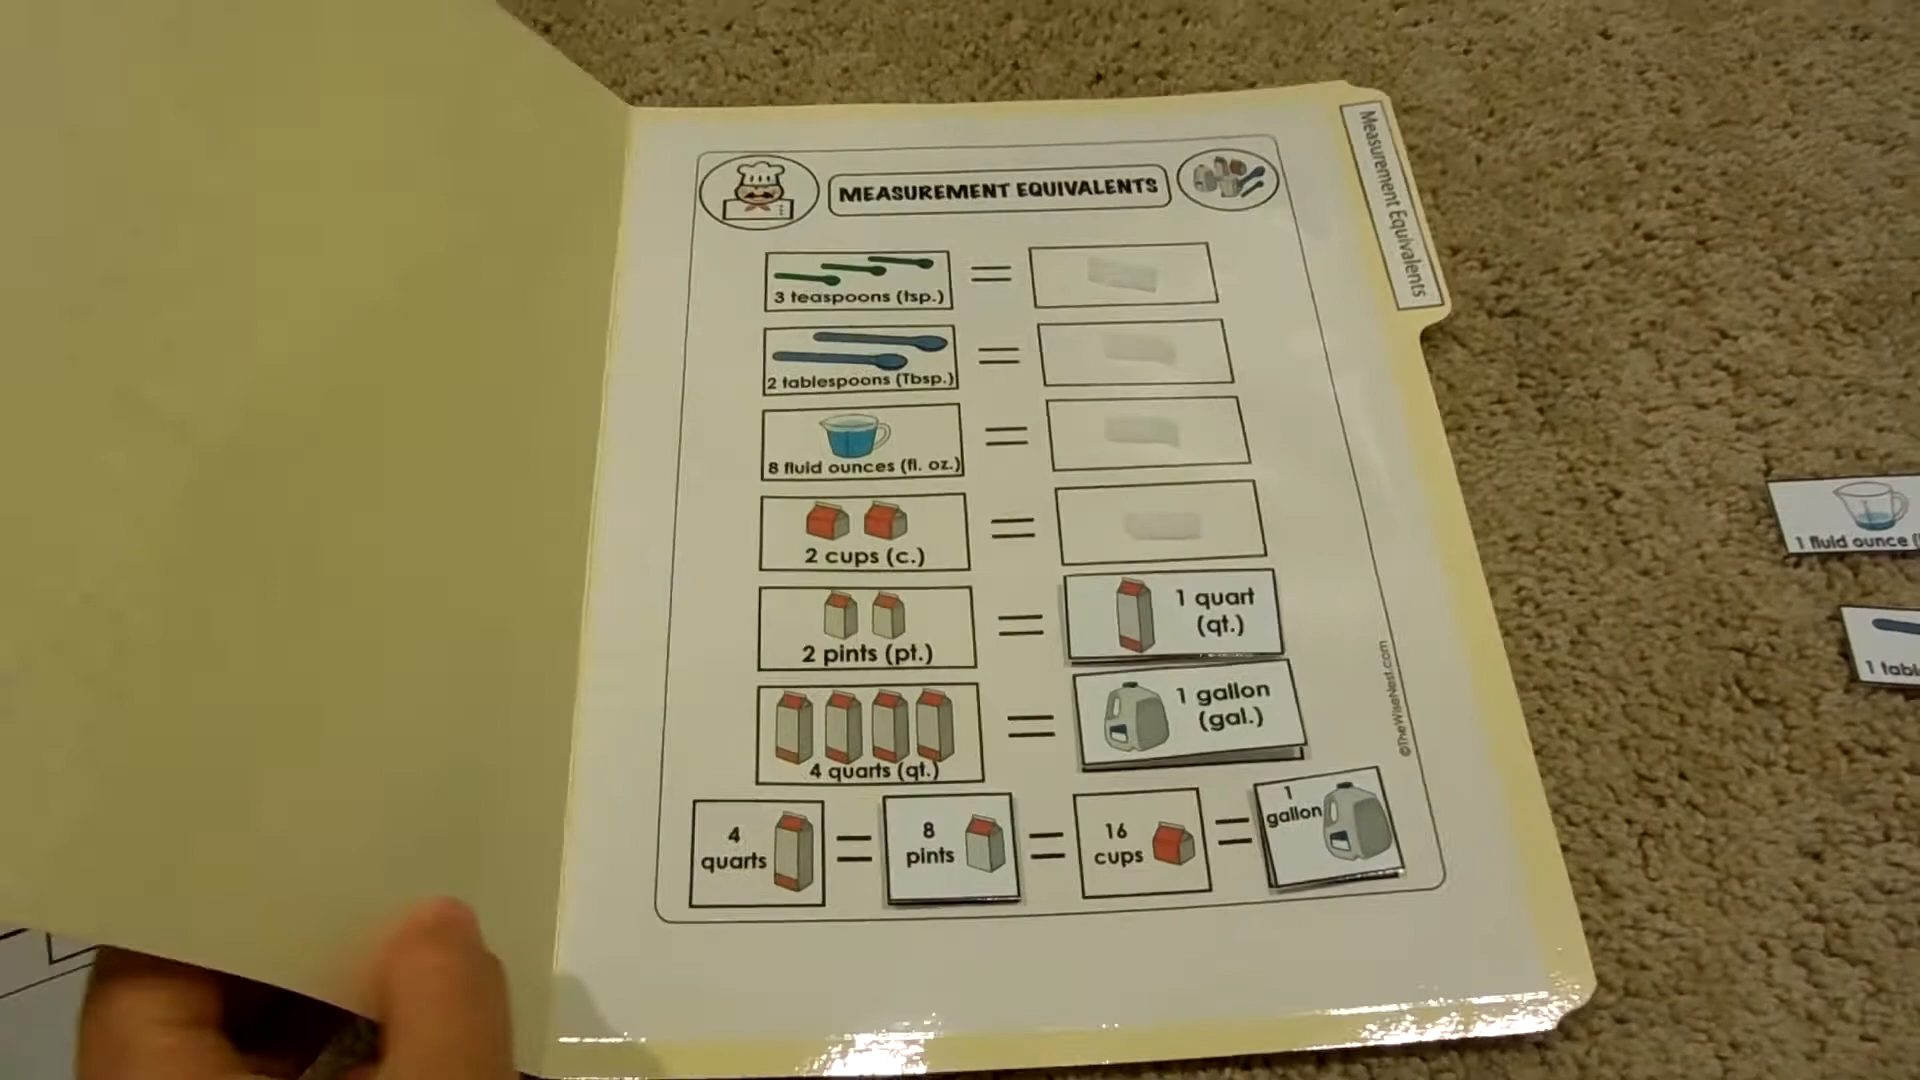 Measurement Equivalents
MEASUREMENT EQUIVALENTS
3 teaspoons (tsp.)
=
2 tablespoons (Tbsp.)
=
8 fluid ounces (fl. oz.)
=
2 cups (c.)
=
2 pints (pt.)
=
1 quart
(qt.)
4 quarts (qt.)
=
1 gallon
(gal.)
4
quarts
=
8
pints
=
16
cups
=
1
gallon
©TheWiseNest.com
1 fluid ounce (
1 tabl